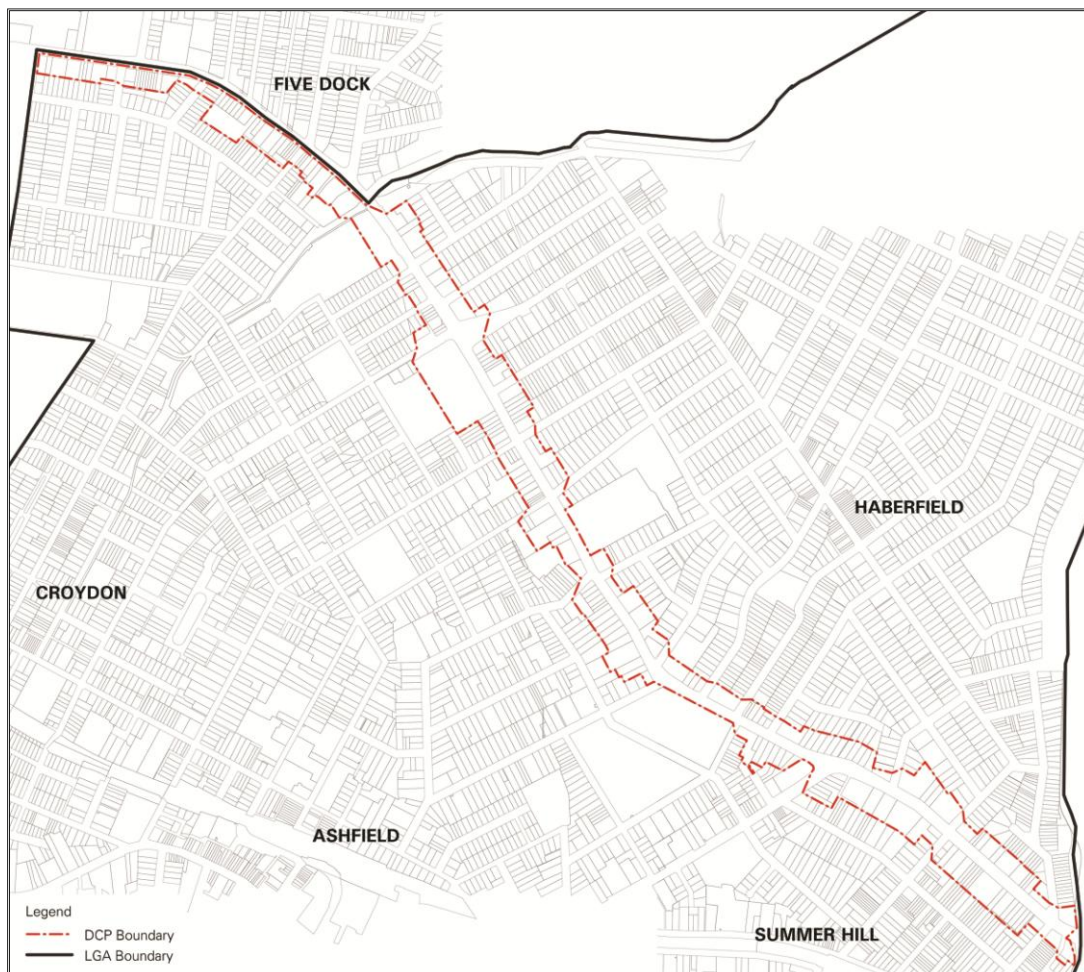 FIVE DOCK
HABERFIELD
CROYDON
ASHFIELD
SUMMER HILL
Legend
DCP Boundary
LGA Boundary